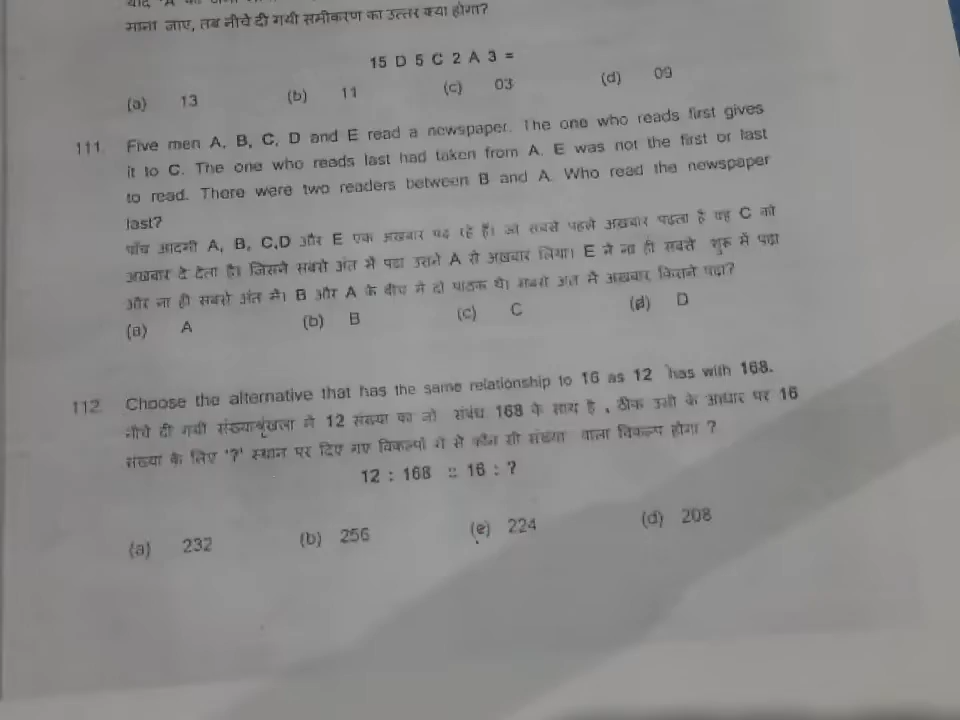 माना जाए, तब नीचे दी गयी समीकरण का उत्तर क्या होगा?
15 D 5 C 2 A 3 =
(a) 13 (b) 11 (c) 03 (d) 09
111. Five men A, B, C, D and E read a newspaper. The one who reads first gives
it to C. The one who reads last had taken from A. E was not the first or last
to read. There were two readers between B and A. Who read the newspaper
last?
पाँच आदमी A, B, C,D और E एक अख़बार पढ़ रहे हैं। जो सबसे पहले अख़बार पढ़ता है वह C को
अख़बार दे देता है। जिसने सबसे अंत में पढ़ा उसने A से अख़बार लिया। E ने ना ही सबसे शुरू में पढ़ा
और ना ही सबसे अंत में। B और A के बीच में दो पाठक थे। सबसे अंत में अख़बार किसने पढ़ा?
(a) A (b) B (c) C (d) D
112. Choose the alternative that has the same relationship to 16 as 12 has with 168.
नीचे दी गयी संख्याश्रृंखला में 12 संख्या का जो संबंध 168 के साथ है , ठीक उसी के आधार पर 16
संख्या के लिए '?' स्थान पर दिए गए विकल्पों में से कौन सी संख्या वाला विकल्प होगा ?
12 : 168 :: 16 : ?
(a) 232 (b) 256 (c) 224 (d) 208